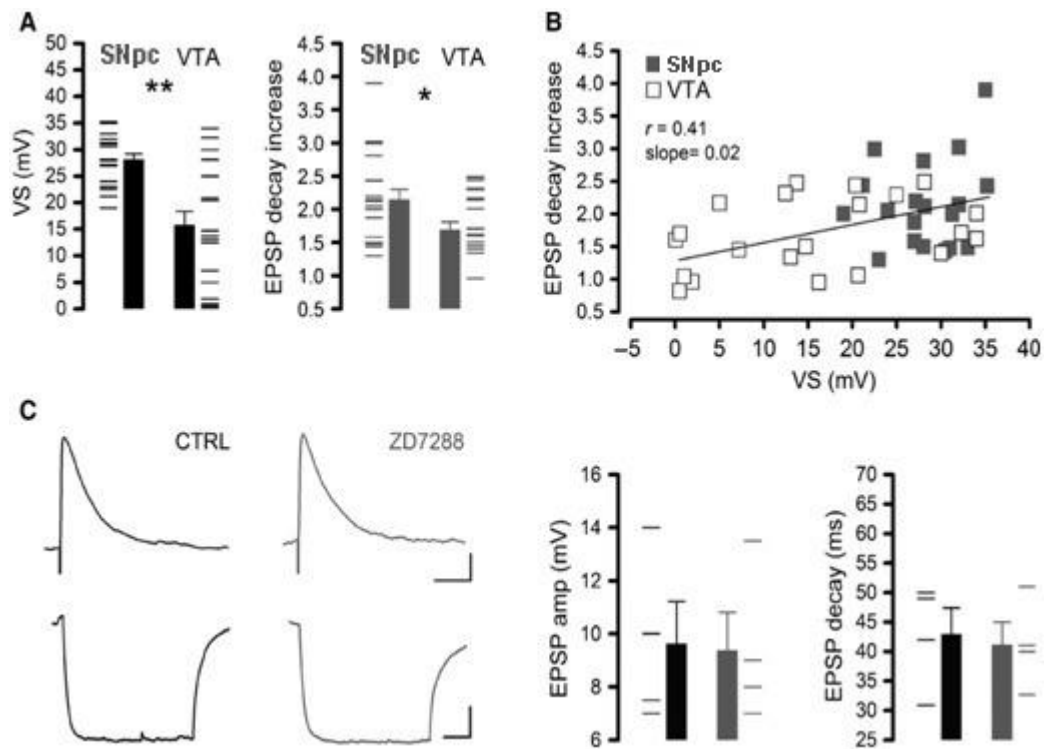 A
VS (mV)
50
45
40
35
30
25
20
15
10
5
0
SNpc VTA
**
EPSP decay increase
4.5
4.0
3.5
3.0
2.5
2.0
1.5
1.0
0.5
SNpc VTA
*
B
EPSP decay increase
4.5
4.0
3.5
3.0
2.5
2.0
1.5
1.0
0.5
SNpc
VTA
r = 0.41
slope= 0.02
–5 0 5 10 15 20 25 30 35 40
VS (mV)
C
CTRL
ZD7288
EPSP amp (mV)
16
14
12
10
8
6
EPSP decay (ms)
70
65
60
55
50
45
40
35
30
25